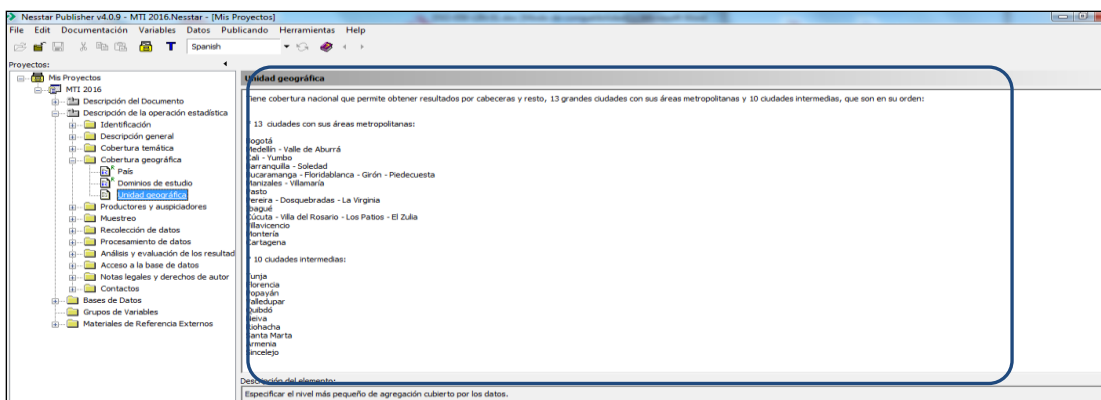 Nesstar Publisher v4.0.9 - MTI 2016.Nesstar - [Mis Proyectos]
File Edit Documentación Variables Datos Publicando Herramientas Help
T Spanish
Proyectos:
Mis Proyectos
MTI 2016
Descripción del Documento
Descripción de la operación estadística
Identificación
Descripción general
Cobertura temática
Cobertura geográfica
País
Dominios de estudio
Unidad geográfica
Productores y auspiciadores
Muestreo
Recolección de datos
Procesamiento de datos
Análisis y evaluación de los resultad
Acceso a la base de datos
Notas legales y derechos de autor
Contactos
Bases de Datos
Grupos de Variables
Materiales de Referencia Externos
Unidad geográfica
Tiene cobertura nacional que permite obtener resultados por cabeceras y resto, 13 grandes ciudades con sus áreas metropolitanas y 10 ciudades intermedias, que son en su orden:
* 13 ciudades con sus áreas metropolitanas:
Bogotá
Medellín - Valle de Aburrá
Cali - Yumbo
Barranquilla - Soledad
Bucaramanga - Floridablanca - Girón - Piedecuesta
Manizales - Villamaría
Pasto
Pereira - Dosquebradas - La Virginia
Ibagué
Cúcuta - Villa del Rosario - Los Patios - El Zulia
Villavicencio
Montería
Cartagena
* 10 ciudades intermedias:
Tunja
Florencia
Popayán
Valledupar
Quibdó
Neiva
Riohacha
Santa Marta
Armenia
Sincelejo
Descripción del elemento:
Especificar el nivel más pequeño de agregación cubierto por los datos.